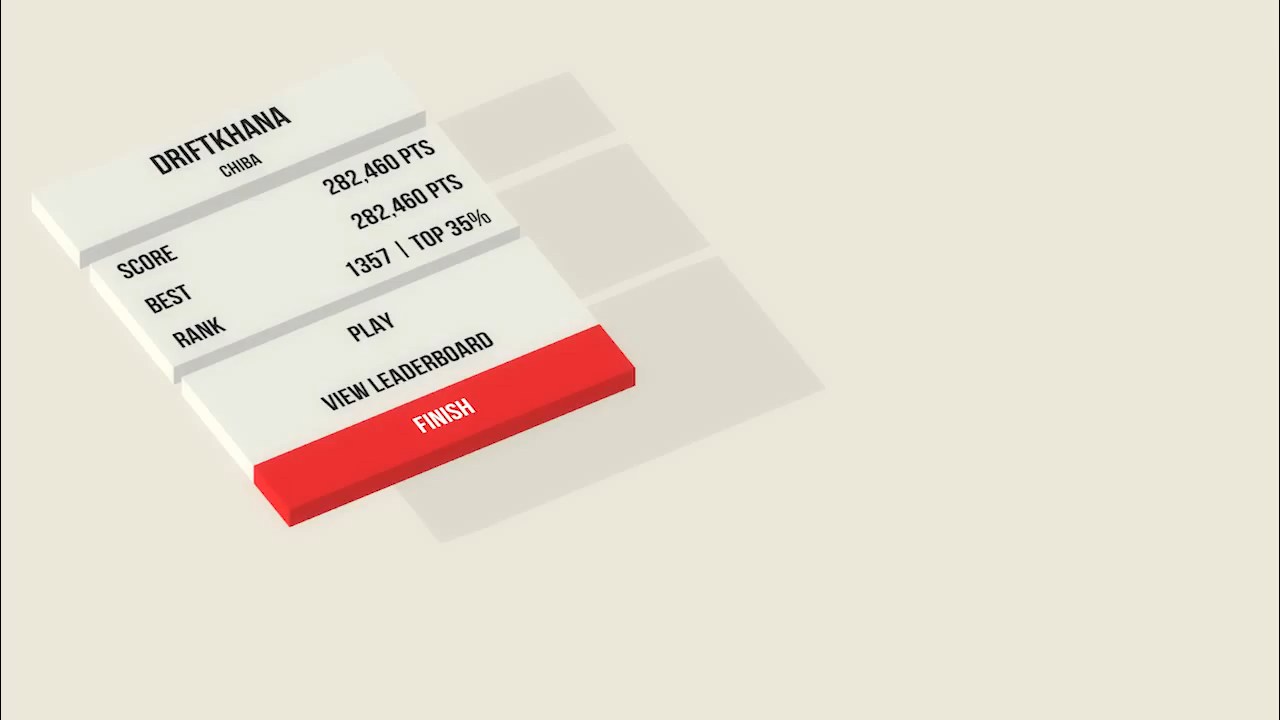 DRIFTKHANA
CHIBA
SCORE 282,460 PTS
BEST 282,460 PTS
RANK 1357 | TOP 35%
PLAY
VIEW LEADERBOARD
FINISH